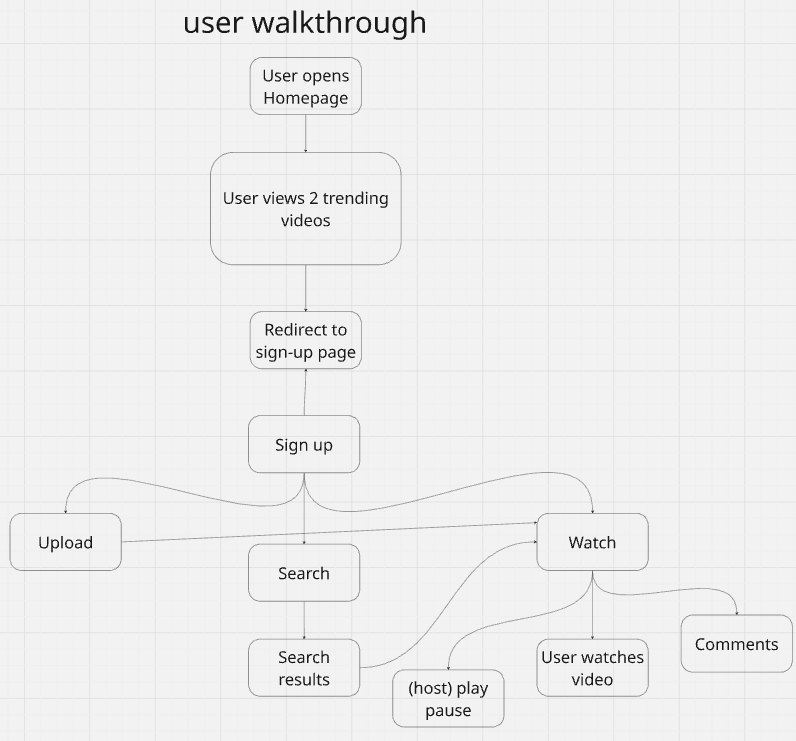 user walkthrough
User opens
Homepage
User views 2 trending
videos
Redirect to
sign-up page
Sign up
Upload
Watch
Search
Comments
Search
results
User watches
video
(host) play
pause